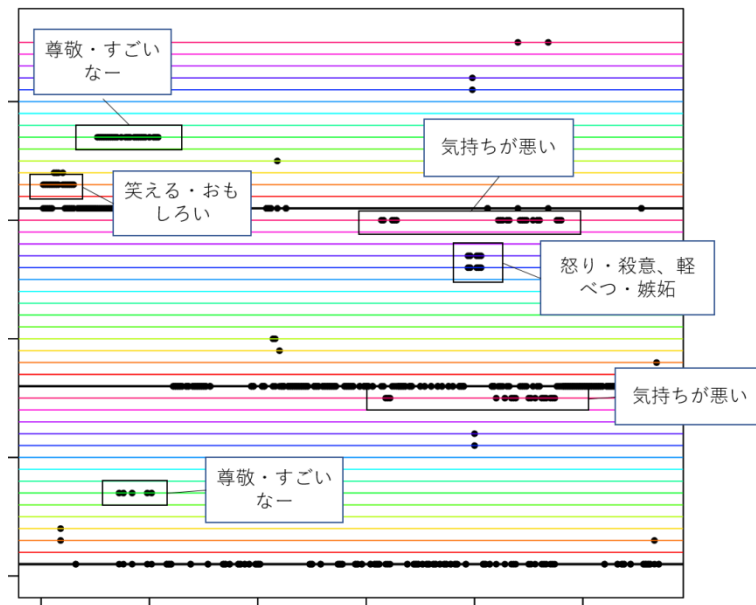 尊敬・すごい
なー
気持ちが悪い
笑える・おも
しろい
怒り・殺意、軽
べつ・嫉妬
気持ちが悪い
尊敬・すごい
なー